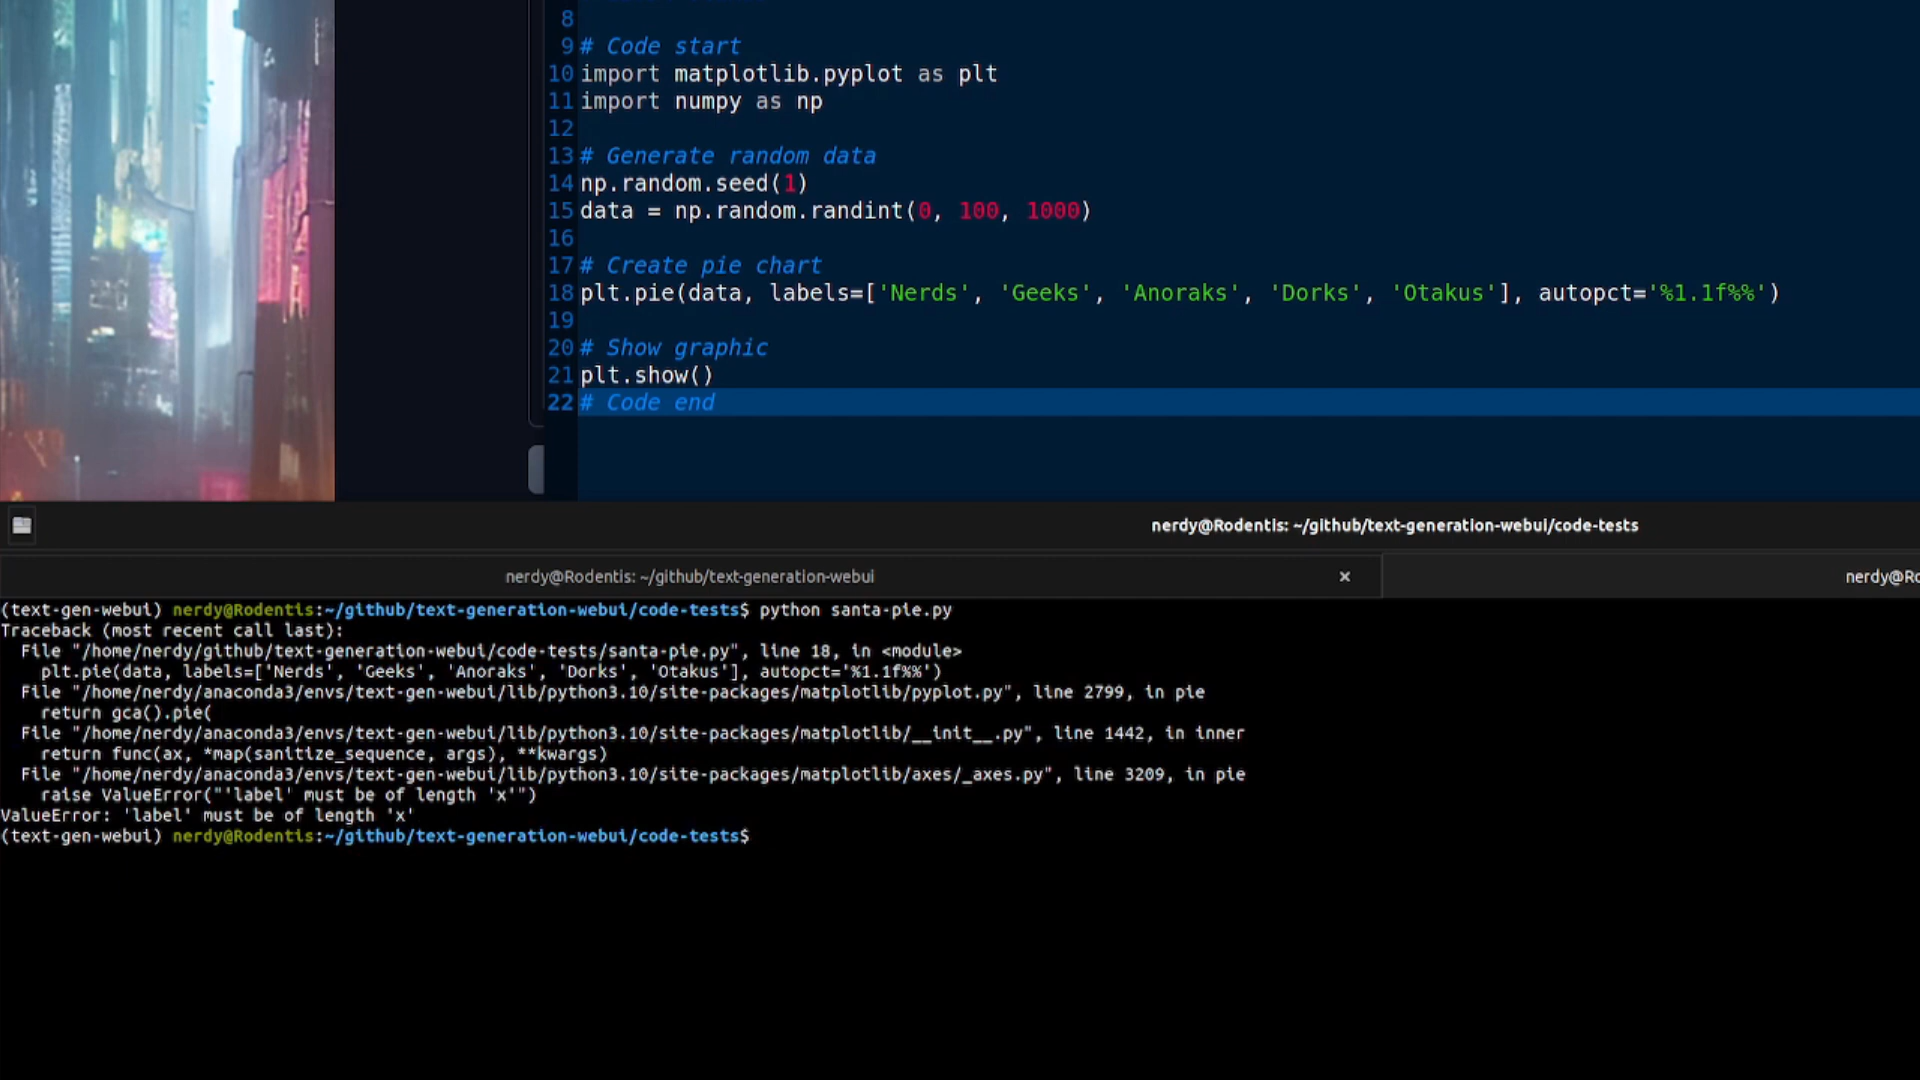 8
9 # Code start
10 import matplotlib.pyplot as plt
11 import numpy as np
12
13 # Generate random data
14 np.random.seed(1)
15 data = np.random.randint(0, 100, 1000)
16
17 # Create pie chart
18 plt.pie(data, labels=['Nerds', 'Geeks', 'Anoraks', 'Dorks', 'Otakus'], autopct='%1.1f%%')
19
20 # Show graphic
21 plt.show()
22 # Code end
nerdy@Rodentis: ~/github/text-generation-webui/code-tests
nerdy@Rodentis: ~/github/text-generation-webui × nerdy@Ro
(text-gen-webui) nerdy@Rodentis:~/github/text-generation-webui/code-tests$ python santa-pie.py
Traceback (most recent call last):
  File "/home/nerdy/github/text-generation-webui/code-tests/santa-pie.py", line 18, in <module>
    plt.pie(data, labels=['Nerds', 'Geeks', 'Anoraks', 'Dorks', 'Otakus'], autopct='%1.1f%%')
  File "/home/nerdy/anaconda3/envs/text-gen-webui/lib/python3.10/site-packages/matplotlib/pyplot.py", line 2799, in pie
    return gca().pie(
  File "/home/nerdy/anaconda3/envs/text-gen-webui/lib/python3.10/site-packages/matplotlib/__init__.py", line 1442, in inner
    return func(ax, *map(sanitize_sequence, args), **kwargs)
  File "/home/nerdy/anaconda3/envs/text-gen-webui/lib/python3.10/site-packages/matplotlib/axes/_axes.py", line 3209, in pie
    raise ValueError("'label' must be of length 'x'")
ValueError: 'label' must be of length 'x'
(text-gen-webui) nerdy@Rodentis:~/github/text-generation-webui/code-tests$